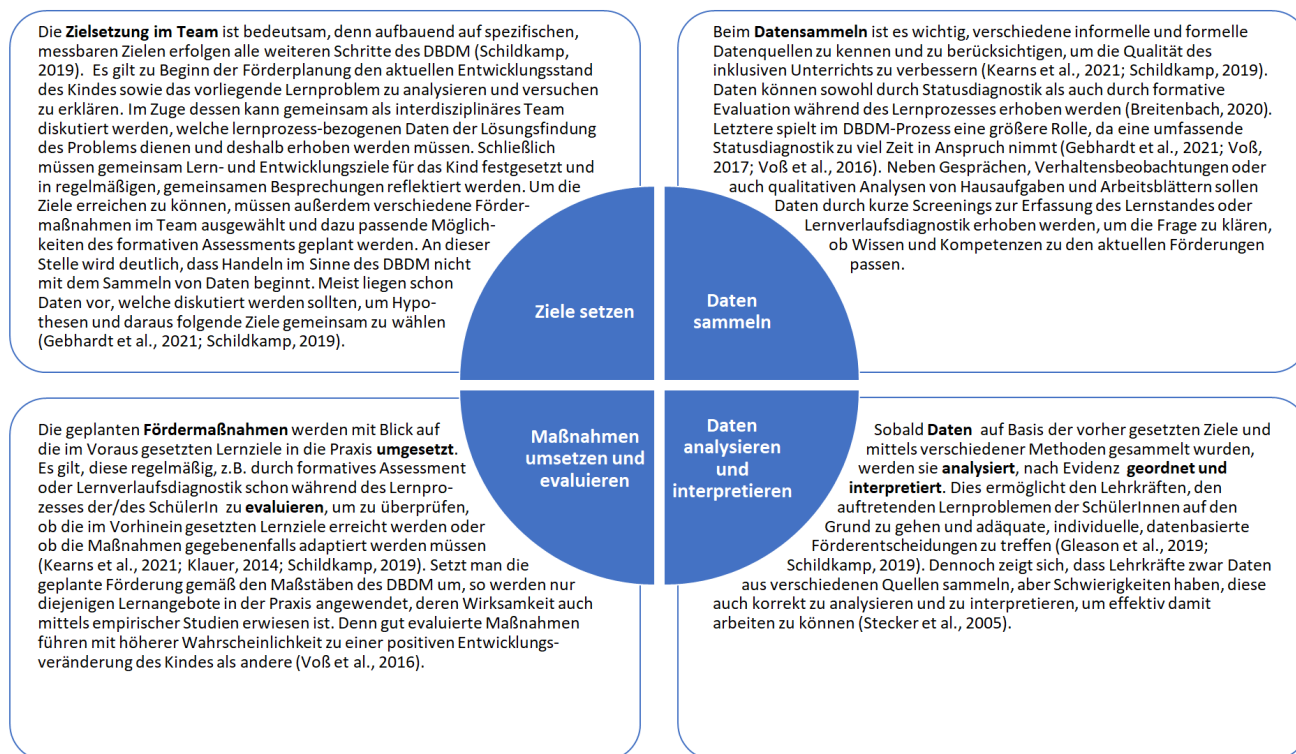 Die Zielsetzung im Team ist bedeutsam, denn aufbauend auf spezifischen,
messbaren Zielen erfolgen alle weiteren Schritte des DBDM (Schildkamp,
2019). Es gilt zu Beginn der Förderplanung den aktuellen Entwicklungsstand
des Kindes sowie das vorliegende Lernproblem zu analysieren und versuchen
zu erklären. Im Zuge dessen kann gemeinsam als interdisziplinäres Team
diskutiert werden, welche lernprozess-bezogenen Daten der Lösungsfindung
des Problems dienen und deshalb erhoben werden müssen. Schließlich
müssen gemeinsam Lern- und Entwicklungsziele für das Kind festgesetzt und
in regelmäßigen, gemeinsamen Besprechungen reflektiert werden. Um die
Ziele erreichen zu können, müssen außerdem verschiedene Förder-
maßnahmen im Team ausgewählt und dazu passende Möglich-
keiten des formativen Assessments geplant werden. An dieser
Stelle wird deutlich, dass Handeln im Sinne des DBDM nicht
mit dem Sammeln von Daten beginnt. Meist liegen schon
Daten vor, welche diskutiert werden sollten, um Hypo-
thesen und daraus folgende Ziele gemeinsam zu wählen
(Gebhardt et al., 2021; Schildkamp, 2019).
Beim Datensammeln ist es wichtig, verschiedene informelle und formelle
Datenquellen zu kennen und zu berücksichtigen, um die Qualität des
inklusiven Unterrichts zu verbessern (Kearns et al., 2021; Schildkamp, 2019).
Daten können sowohl durch Statusdiagnostik als auch durch formative
Evaluation während des Lernprozesses erhoben werden (Breitenbach, 2020).
Letztere spielt im DBDM-Prozess eine größere Rolle, da eine umfassende
Statusdiagnostik zu viel Zeit in Anspruch nimmt (Gebhardt et al., 2021; Voß,
2017; Voß et al., 2016). Neben Gesprächen, Verhaltensbeobachtungen oder
auch qualitativen Analysen von Hausaufgaben und Arbeitsblättern sollen
Daten durch kurze Screenings zur Erfassung des Lernstandes oder
Lernverlaufsdiagnostik erhoben werden, um die Frage zu klären,
ob Wissen und Kompetenzen zu den aktuellen Förderungen
passen.
Ziele setzen
Daten
sammeln
Maßnahmen
umsetzen und
evaluieren
Daten
analysieren
und
interpretieren
Die geplanten Fördermaßnahmen werden mit Blick auf
die im Voraus gesetzten Lernziele in die Praxis umgesetzt.
Es gilt, diese regelmäßig, z.B. durch formatives Assessment
oder Lernverlaufsdiagnostik schon während des Lernpro-
zesses der/des SchülerIn zu evaluieren, um zu überprüfen,
ob die im Vorhinein gesetzten Lernziele erreicht werden oder
ob die Maßnahmen gegebenenfalls adaptiert werden müssen
(Kearns et al., 2021; Klauer, 2014; Schildkamp, 2019). Setzt man die
geplante Förderung gemäß den Maßstäben des DBDM um, so werden nur
diejenigen Lernangebote in der Praxis angewendet, deren Wirksamkeit auch
mittels empirischer Studien erwiesen ist. Denn gut evaluierte Maßnahmen
führen mit höherer Wahrscheinlichkeit zu einer positiven Entwicklungs-
veränderung des Kindes als andere (Voß et al., 2016).
Sobald Daten auf Basis der vorher gesetzten Ziele und
mittels verschiedener Methoden gesammelt wurden,
werden sie analysiert, nach Evidenz geordnet und
interpretiert. Dies ermöglicht den Lehrkräften, den
auftretenden Lernproblemen der SchülerInnen auf den
Grund zu gehen und adäquate, individuelle, datenbasierte
Förderentscheidungen zu treffen (Gleason et al., 2019;
Schildkamp, 2019). Dennoch zeigt sich, dass Lehrkräfte zwar Daten
aus verschiedenen Quellen sammeln, aber Schwierigkeiten haben, diese
auch korrekt zu analysieren und zu interpretieren, um effektiv damit
arbeiten zu können (Stecker et al., 2005).